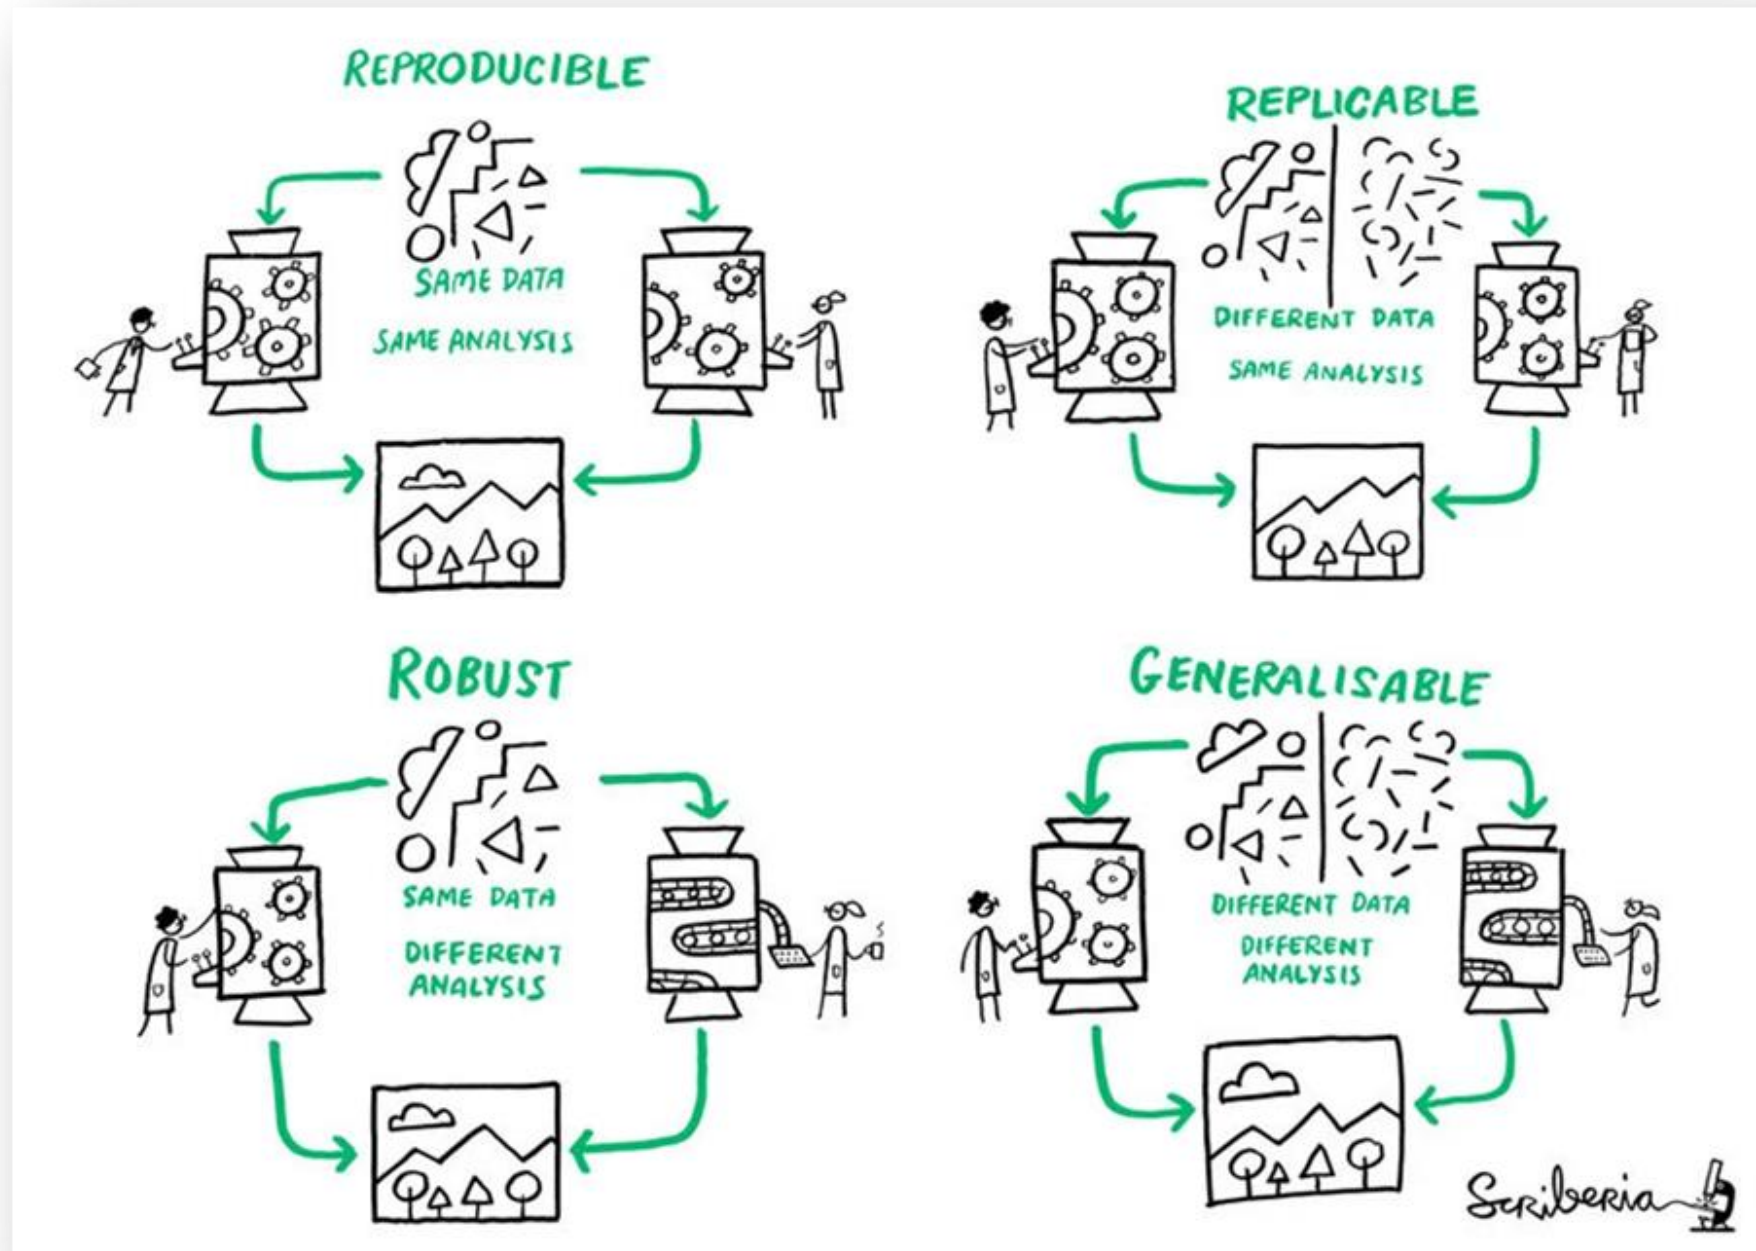 REPRODUCIBLE
SAME DATA
SAME ANALYSIS
REPLICABLE
DIFFERENT DATA
SAME ANALYSIS
ROBUST
SAME DATA
DIFFERENT
ANALYSIS
GENERALISABLE
DIFFERENT DATA
DIFFERENT
ANALYSIS
Scriberia